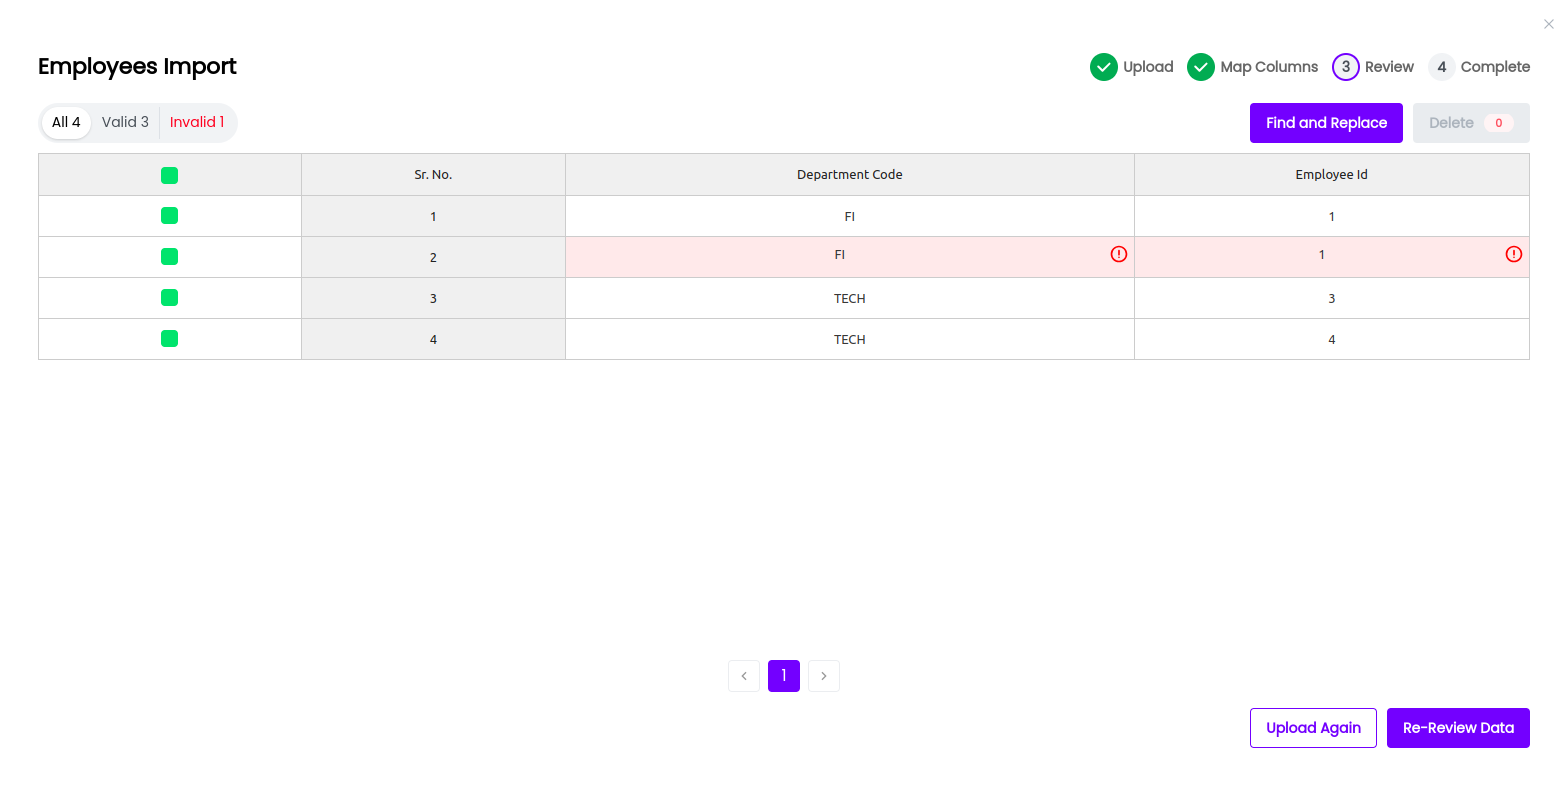 Employees Import
Upload Map Columns 3 Review 4 Complete
All 4 Valid 3 Invalid 1
Find and Replace Delete 0
Sr. No. Department Code Employee Id
1 FI 1
2 FI 1
3 TECH 3
4 TECH 4
1
Upload Again Re-Review Data